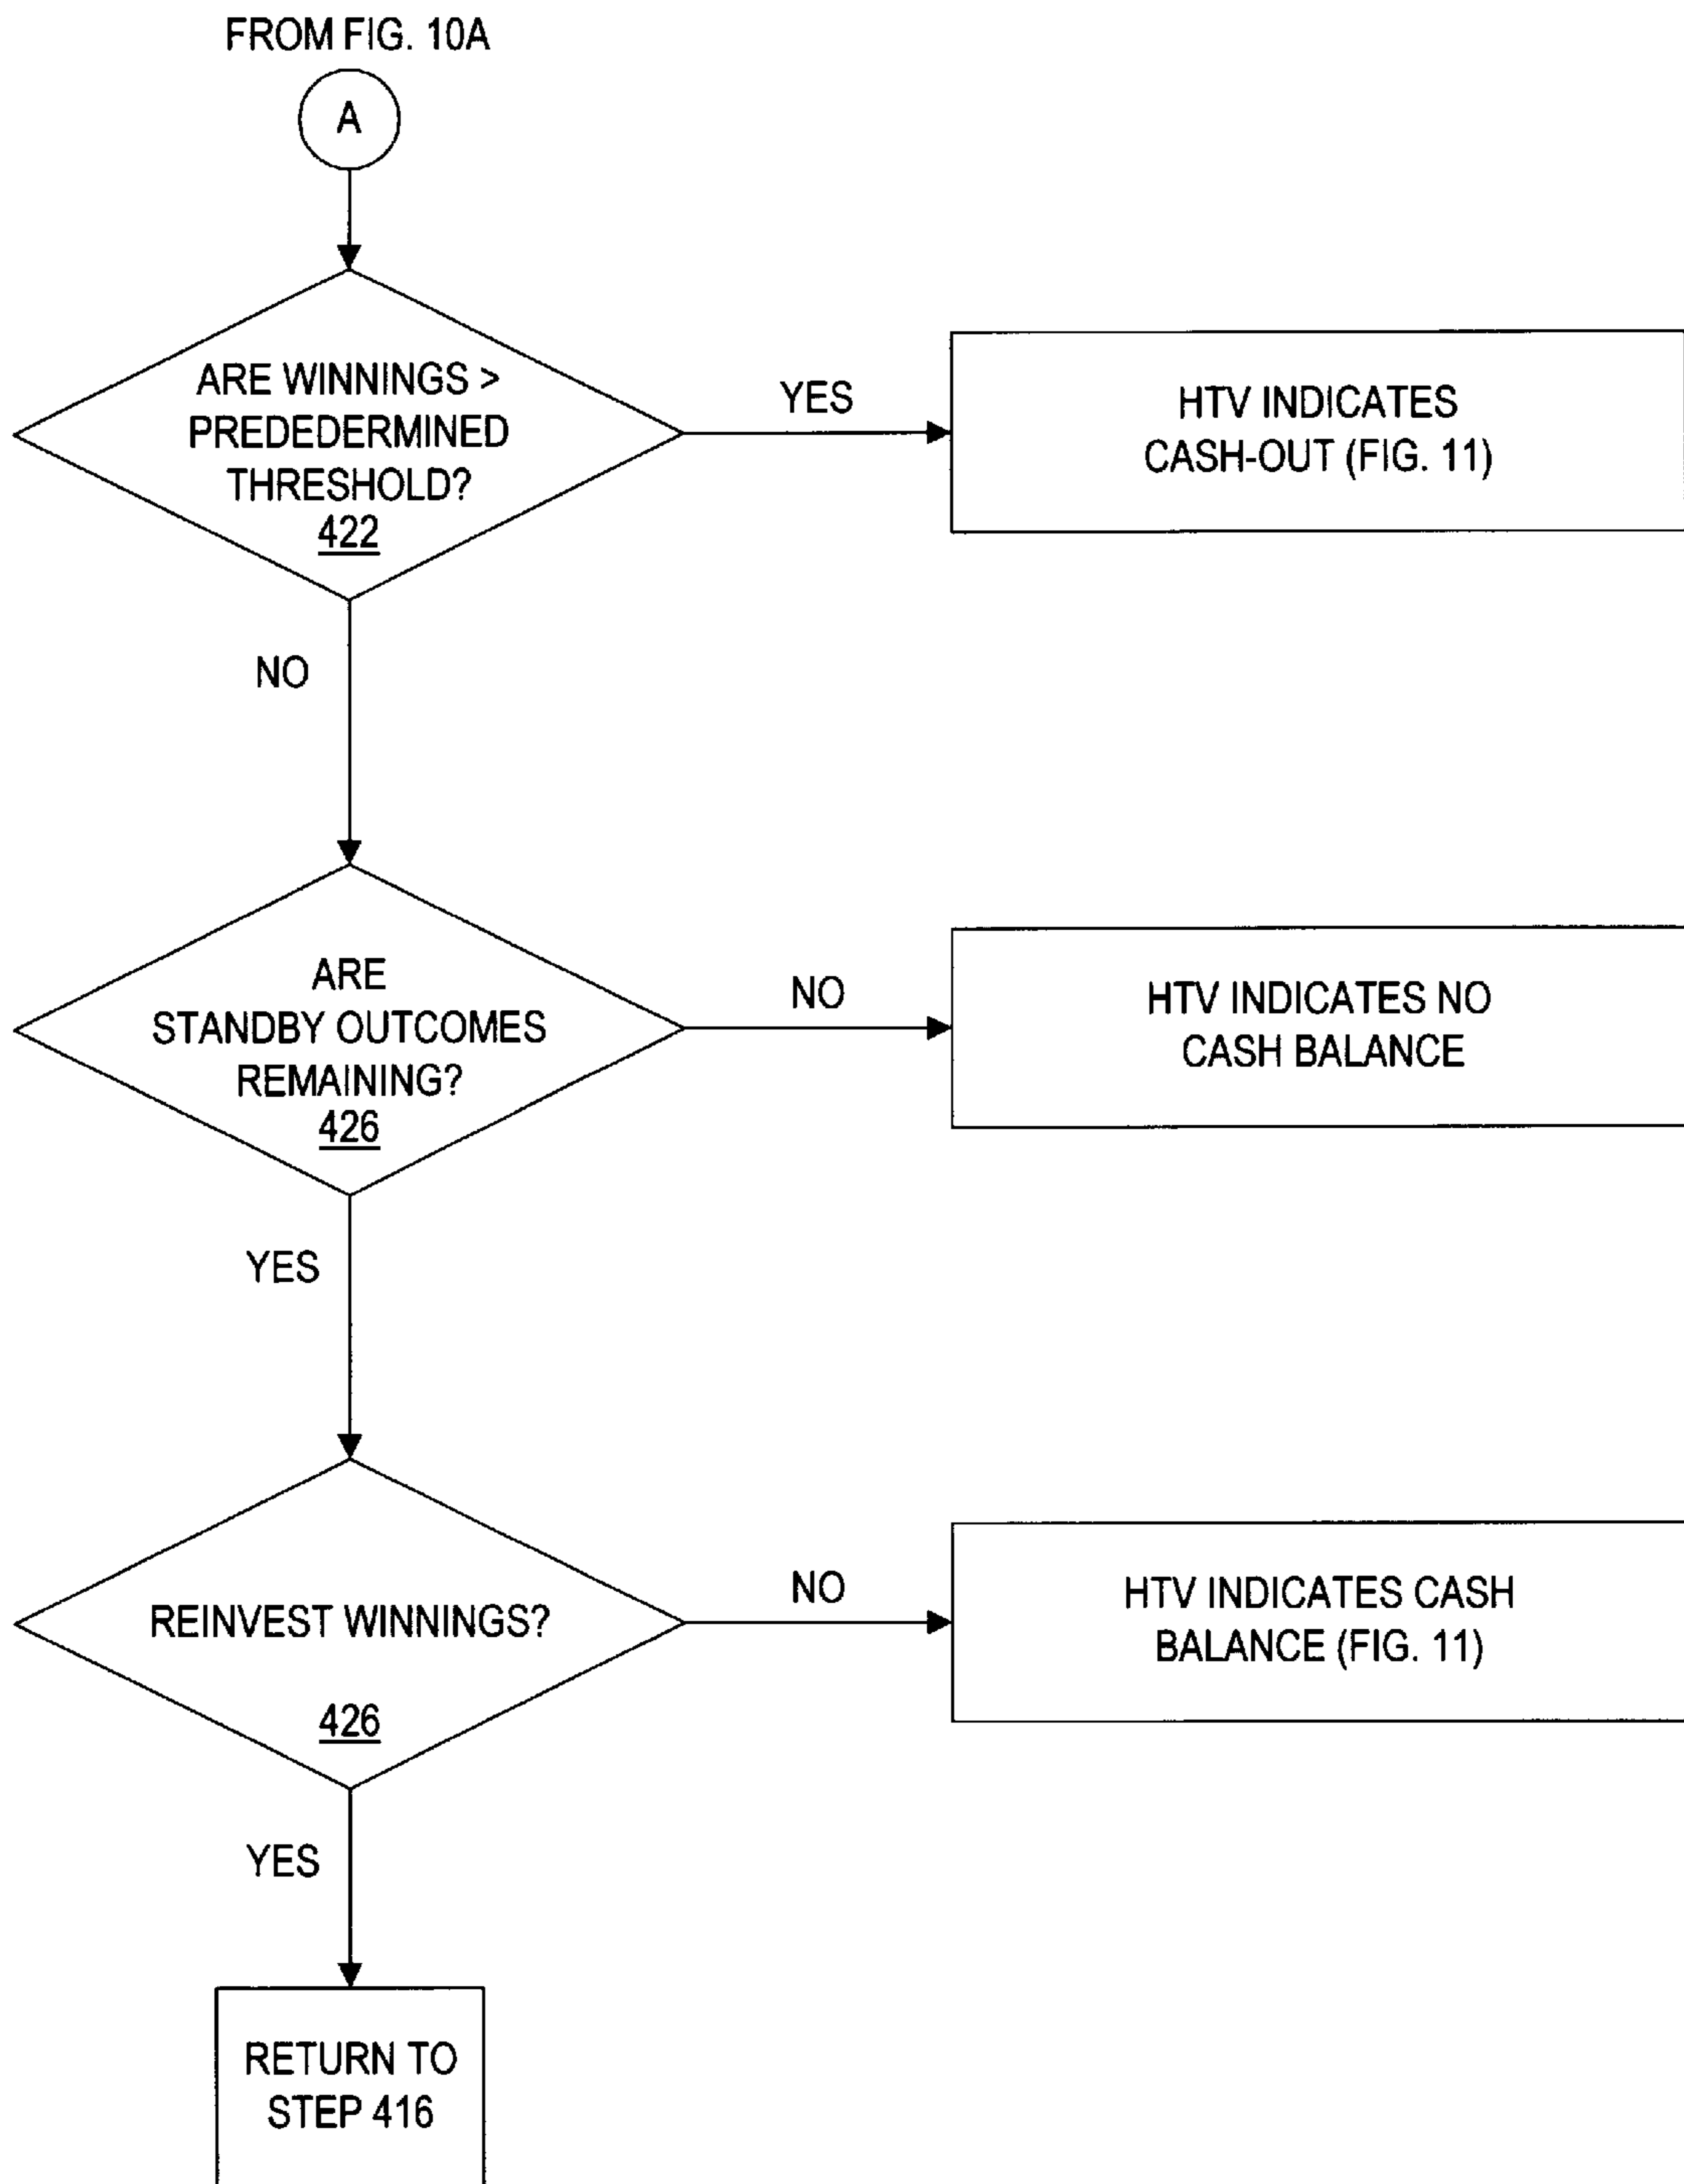 FROM FIG. 10A
A
ARE WINNINGS >
PREDEDERMINED
THRESHOLD?
422
YES
HTV INDICATES
CASH-OUT (FIG. 11)
NO
ARE
STANDBY OUTCOMES
REMAINING?
426
NO
HTV INDICATES NO
CASH BALANCE
YES
REINVEST WINNINGS?
426
NO
HTV INDICATES CASH
BALANCE (FIG. 11)
YES
RETURN TO
STEP 416